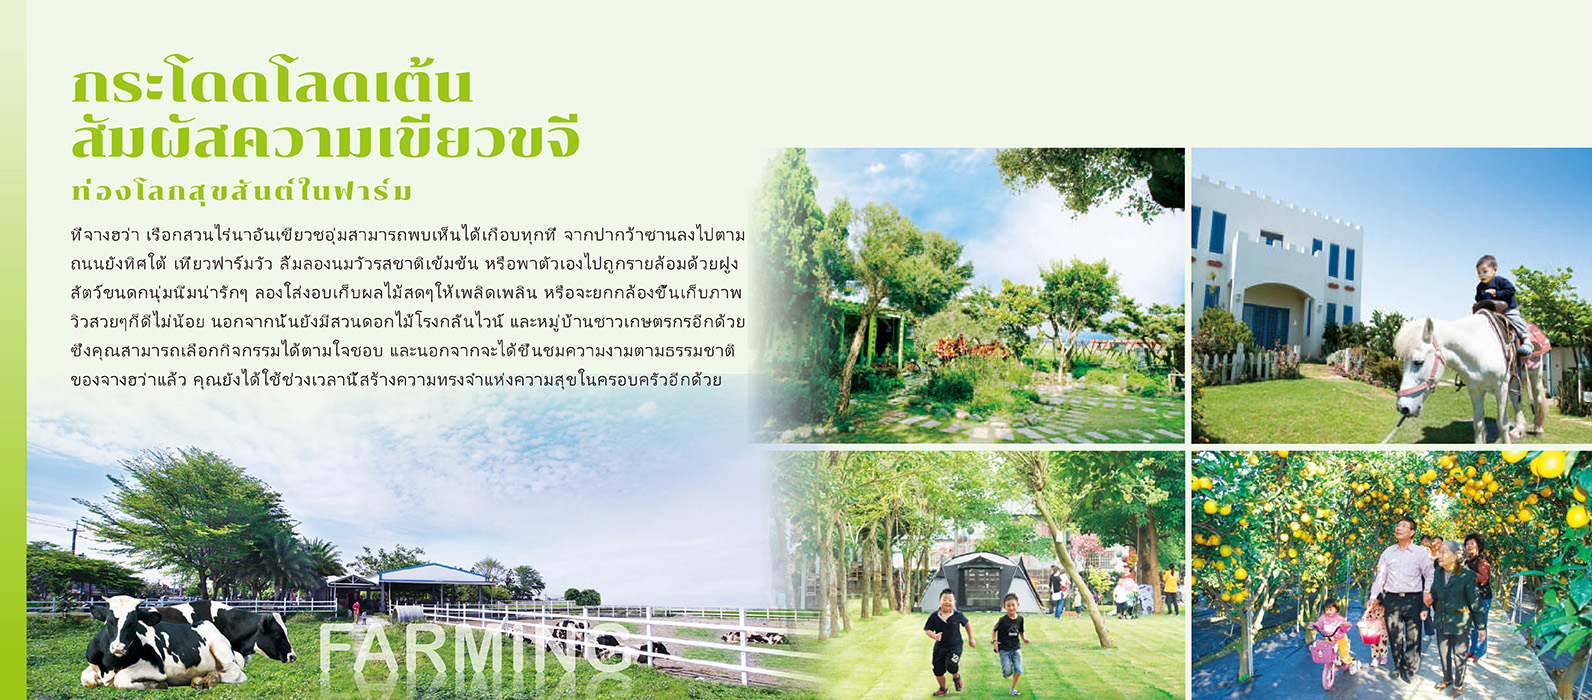 กระโดดโลดเต้น
สัมผัสความเขียวขจี
ท่องโลกสุขสันต์ในฟาร์ม
ที่จางฮว่า เรือกสวนไร่นาอันเขียวชอุ่มสามารถพบเห็นได้เกือบทุกที่ จากปากว้าซานลงไปตาม
ถนนยังทิศใต้ เที่ยวฟาร์มวัว ลิ้มลองนมวัวรสชาติเข้มข้น หรือพาตัวเองไปถูกรายล้อมด้วยฝูง
สัตว์ขนดกนุ่มนิ่มน่ารักๆ ลองใส่งอบเก็บผลไม้สดๆให้เพลิดเพลิน หรือจะยกกล้องขึ้นเก็บภาพ
วิวสวยๆก็ดีไม่น้อย นอกจากนั้นยังมีสวนดอกไม้โรงกลั่นไวน์ และหมู่บ้านชาวเกษตรกรอีกด้วย
ซึ่งคุณสามารถเลือกกิจกรรมได้ตามใจชอบ และนอกจากจะได้ชื่นชมความงามตามธรรมชาติ
ของจางฮว่าแล้ว คุณยังได้ใช้ช่วงเวลานี้สร้างความทรงจำแห่งความสุขในครอบครัวอีกด้วย
FARMING